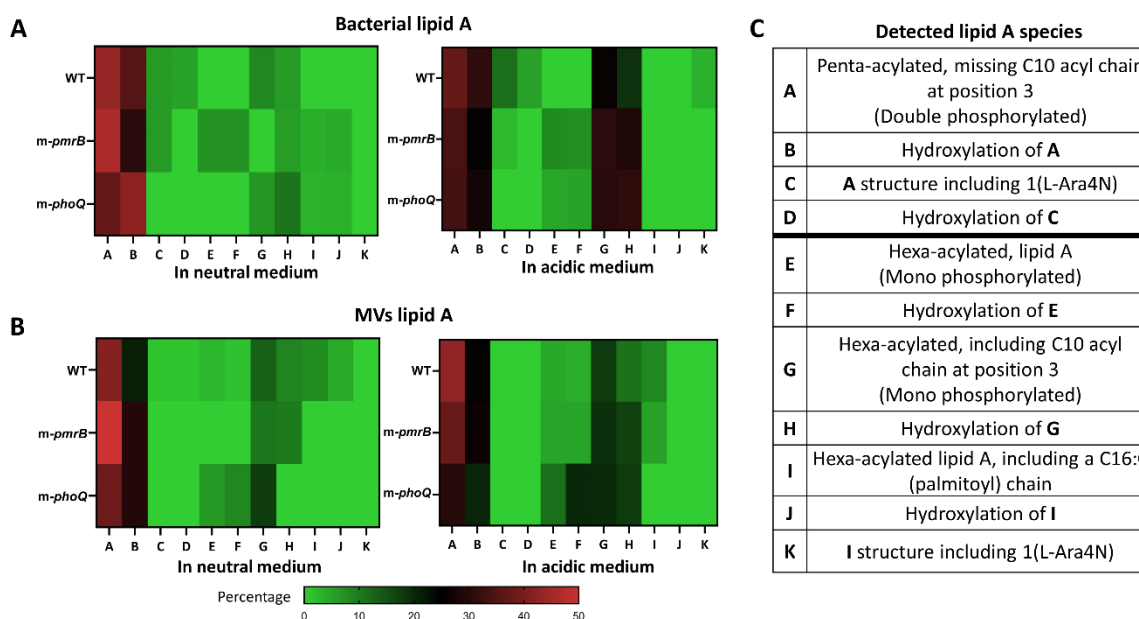 A
Bacterial lipid A
WT
m-pmrB
m-phoQ
A B C D E F G H I J K
In neutral medium
WT
m-pmrB
m-phoQ
A B C D E F G H I J K
In acidic medium
B
MVs lipid A
WT
m-pmrB
m-phoQ
A B C D E F G H I J K
In neutral medium
WT
m-pmrB
m-phoQ
A B C D E F G H I J K
In acidic medium
Percentage
0 10 20 30 40 50
C
Detected lipid A species
A
Penta-acylated, missing C10 acyl chain
at position 3
(Double phosphorylated)
B Hydroxylation of A
C A structure including 1(L-Ara4N)
D Hydroxylation of C
E
Hexa-acylated, lipid A
(Mono phosphorylated)
F Hydroxylation of E
G
Hexa-acylated, including C10 acyl
chain at position 3
(Mono phosphorylated)
H Hydroxylation of G
I
Hexa-acylated lipid A, including a
(palmitoyl) chain
J Hydroxylation of I
K I structure including 1(L-Ara4N)